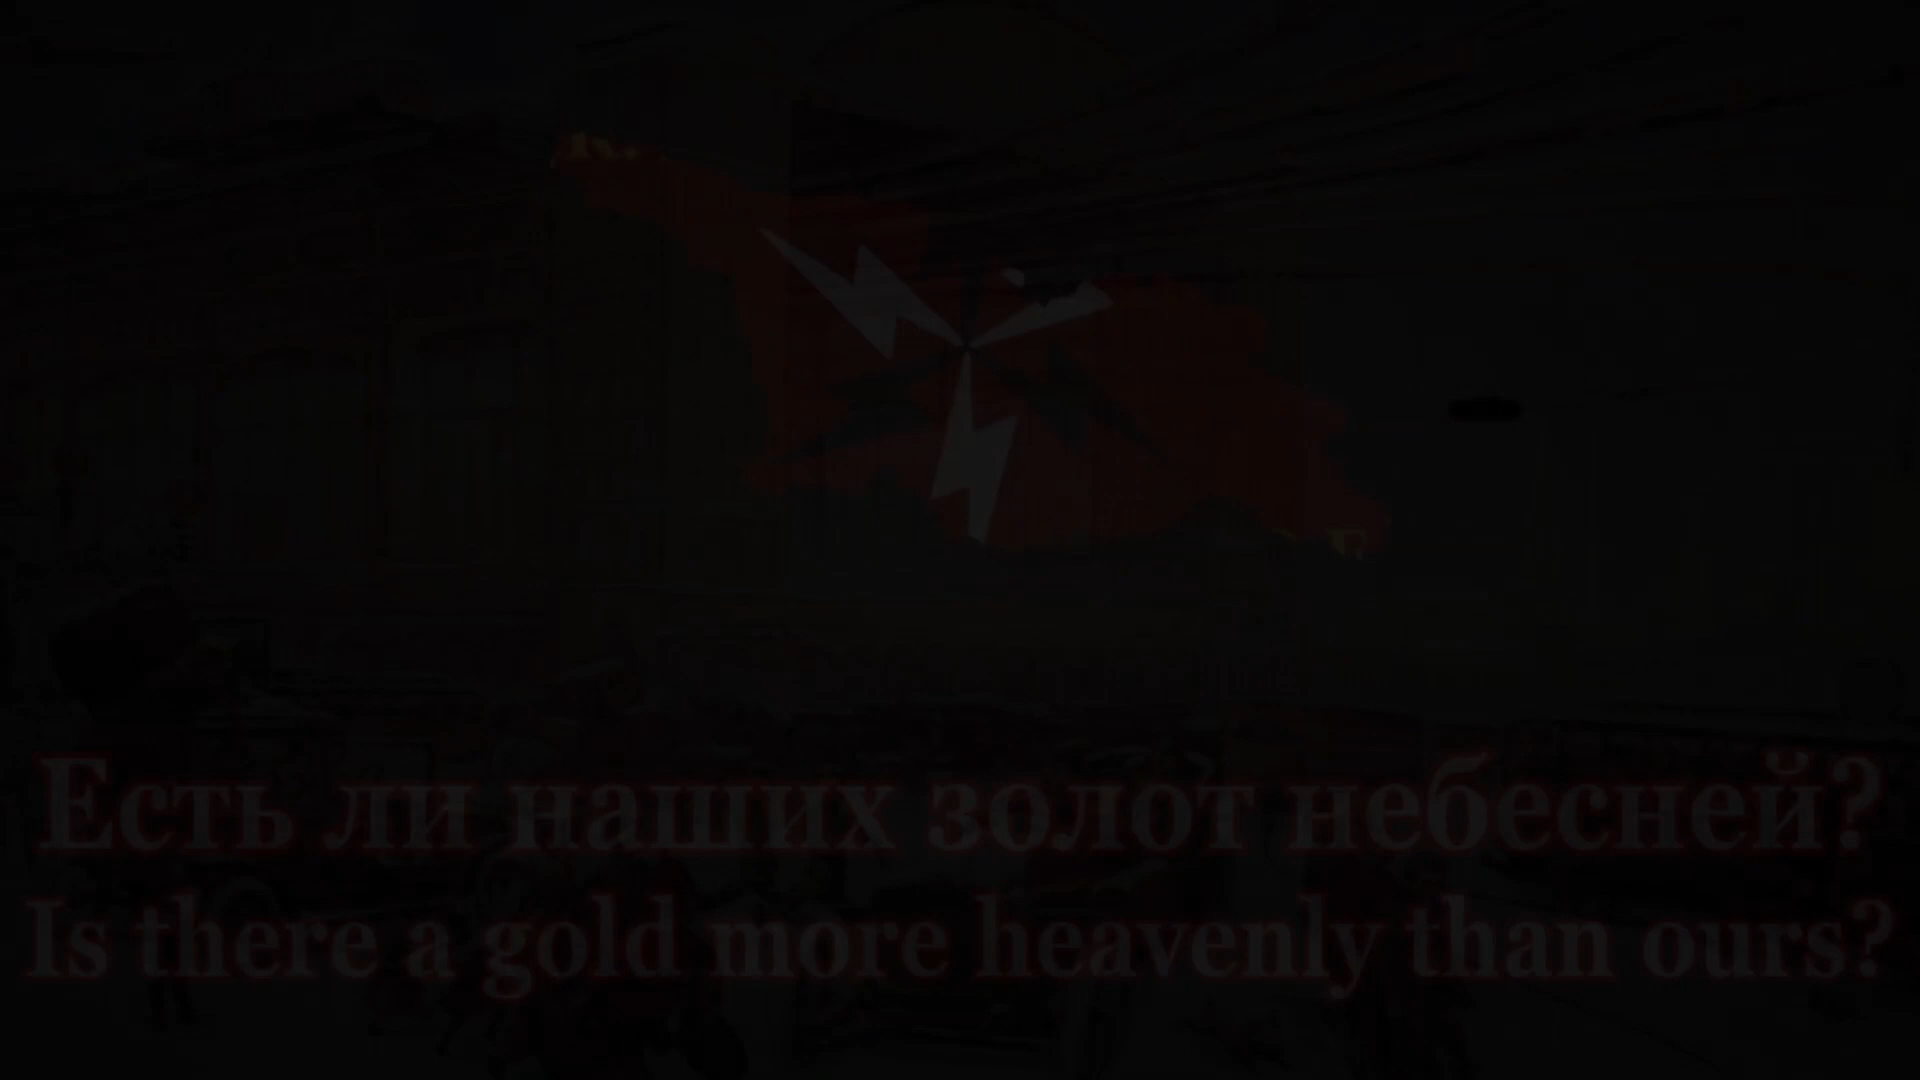 Есть ли наших золот небесней?
Is there a gold more heavenly than ours?